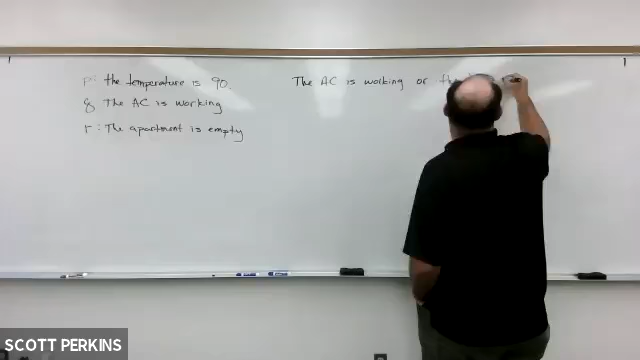 p: the temperature is 90.
The AC is working or the
q The AC is working
r: The apartment is empty
SCOTT PERKINS